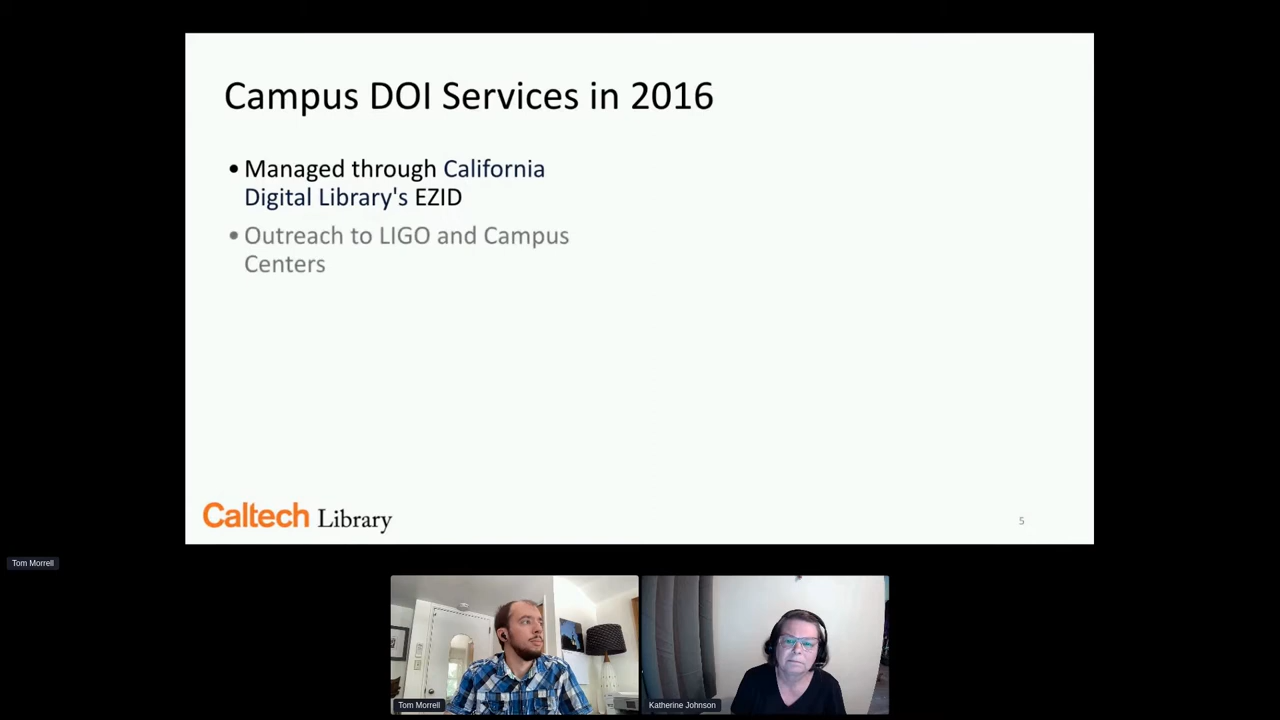 Campus DOI Services in 2016
•Managed through California
Digital Library's EZID
•Outreach to LIGO and Campus
Centers
Caltech Library
5
Tom Morrell
Tom Morrell
Katherine Johnson